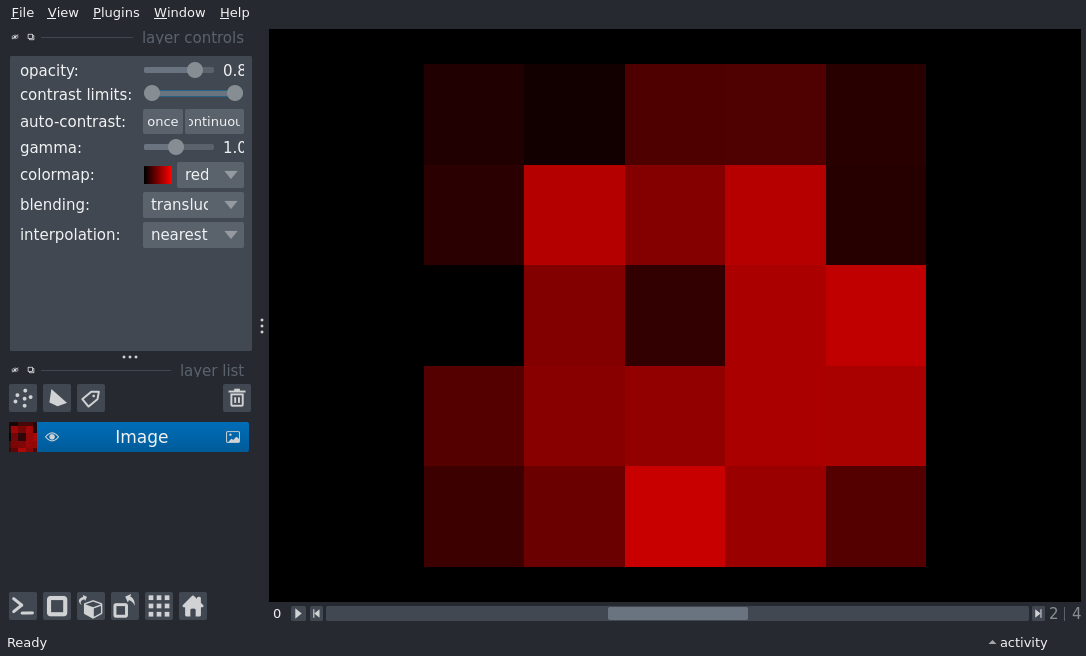 File View Plugins Window Help
layer controls
opacity: 0.8
contrast limits:
auto-contrast: once ontinuou
gamma: 1.0
colormap: red
blending: transluc
interpolation: nearest
layer list
Image
0 2 | 4
Ready activity